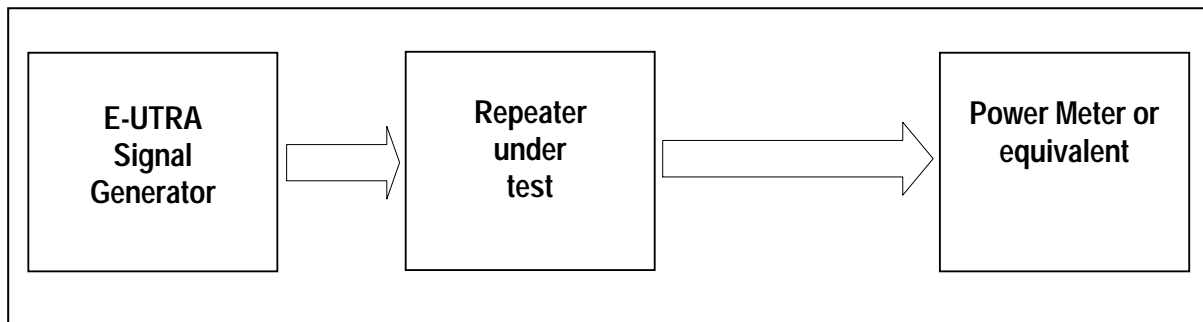 E-UTRA
Signal
Generator
Repeater
under
test
Power Meter or
equivalent